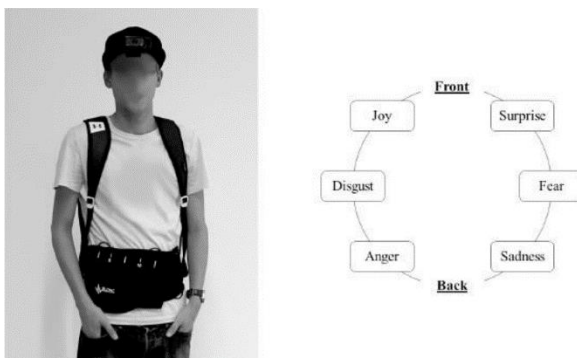 Front
Joy
Surprise
Disgust
Fear
Anger
Sadness
Back